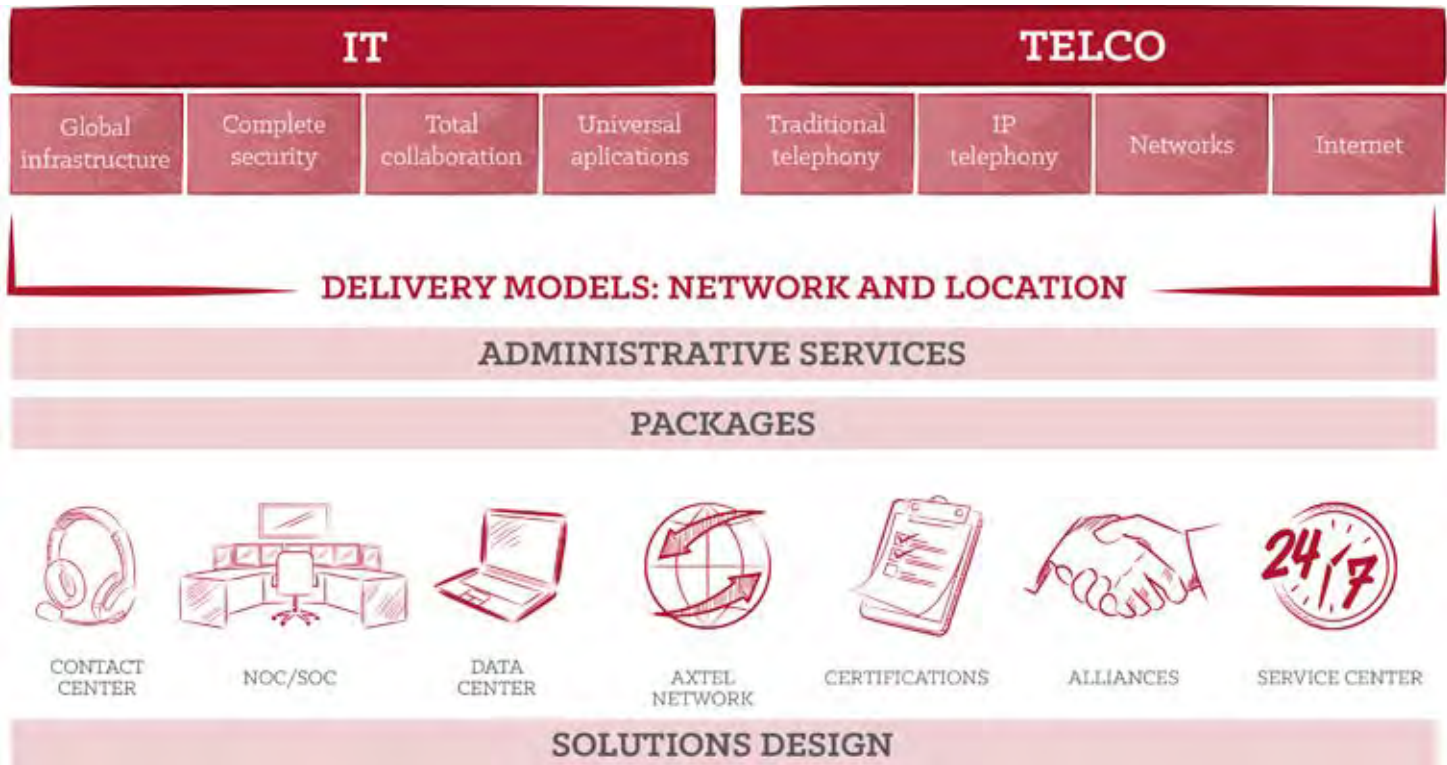 IT
TELCO
Global
infrastructure
Complete
security
Total
collaboration
Universal
aplications
Traditional
telephony
IP
telephony
Networks
Internet
DELIVERY MODELS: NETWORK AND LOCATION
ADMINISTRATIVE SERVICES
PACKAGES
24/7
CONTACT
CENTER
NOC/SOC
DATA
CENTER
AXTEL
NETWORK
CERTIFICATIONS
ALLIANCES
SERVICE CENTER
SOLUTIONS DESIGN